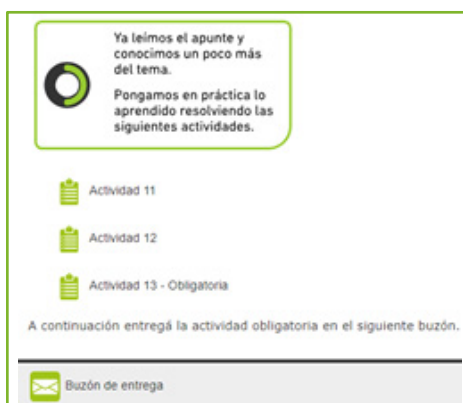 Ya leímos el apunte y
conocimos un poco más
del tema.
Pongamos en práctica lo
aprendido resolviendo las
siguientes actividades.
Actividad 11
Actividad 12
Actividad 13 - Obligatoria
A continuación entregá la actividad obligatoria en el siguiente buzón.
Buzón de entrega